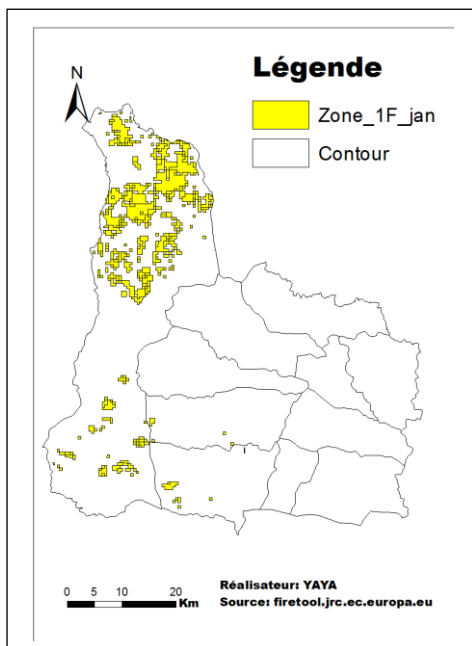 Légende
N
Zone_1F_jan
Contour
0 5 10 20
Km
Réalisateur: YAYA
Source: firetool.jrc.ec.europa.eu